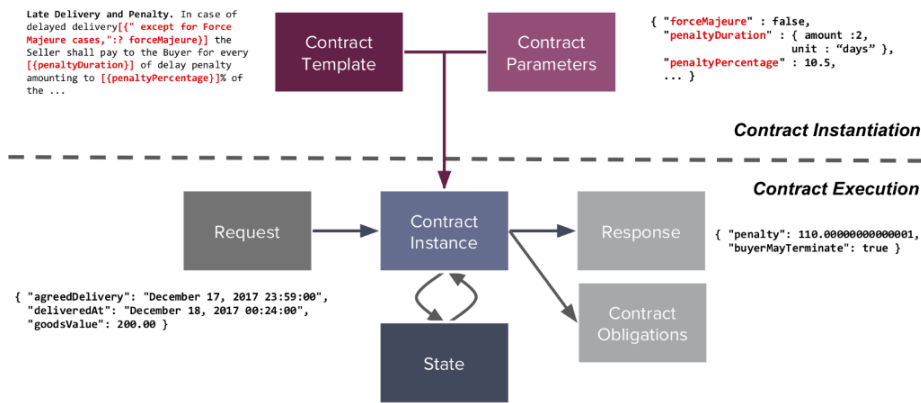 Late Delivery and Penalty. In case of
delayed delivery[{" except for Force
Majeure cases,":? forceMajeure}] the
Seller shall pay to the Buyer for every
[{penaltyDuration}] of delay penalty
amounting to [{penaltyPercentage}]% of
the ...
Contract
Template
Contract
Parameters
{ "forceMajeure" : false,
"penaltyDuration" : { amount :2,
unit : “days” },
"penaltyPercentage" : 10.5,
... }
Contract Instantiation
Contract Execution
Request
Contract
Instance
Response
{ "penalty": 110.00000000000001,
"buyerMayTerminate": true }
{ "agreedDelivery": "December 17, 2017 23:59:00",
"deliveredAt": "December 18, 2017 00:24:00",
"goodsValue": 200.00 }
State
Contract
Obligations